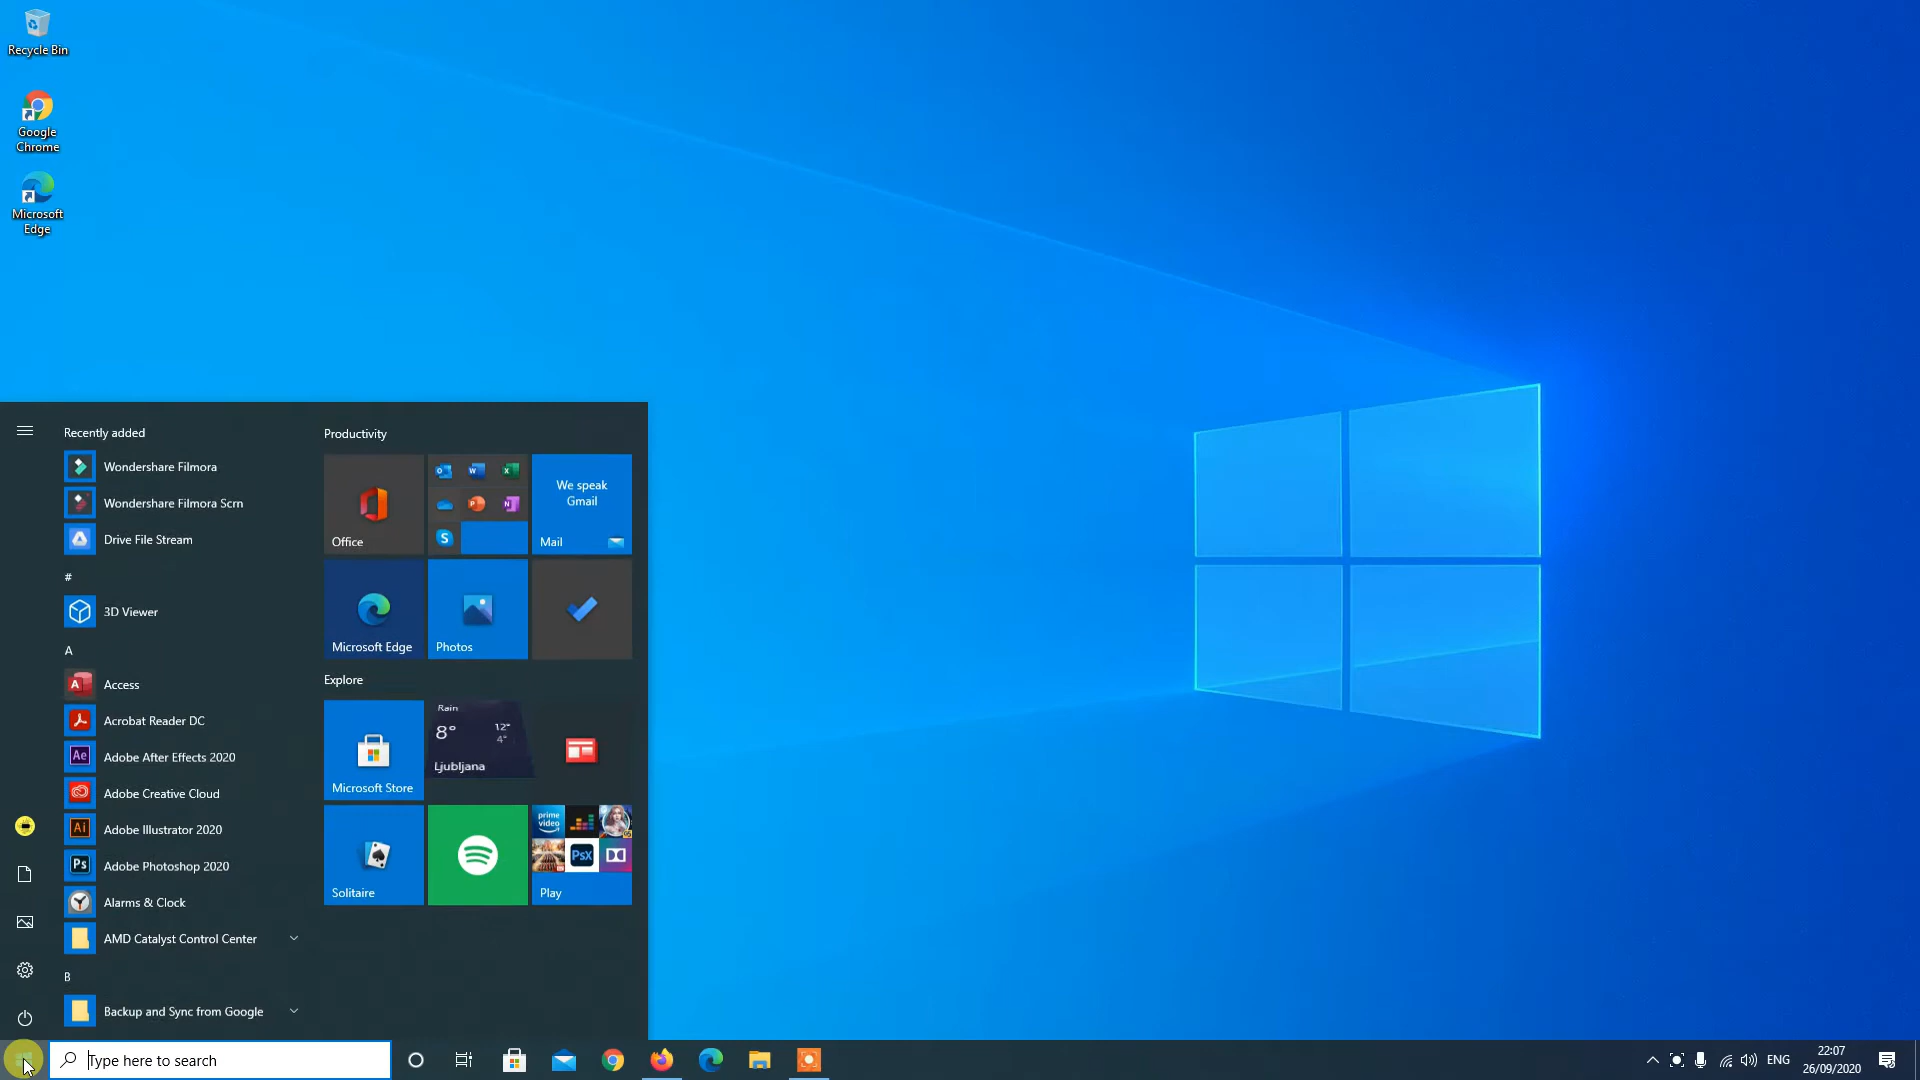 Recycle Bin
Google
Chrome
Microsoft
Edge
Recently added
Wondershare Filmora
Wondershare Filmora Scrn
Drive File Stream
#
3D Viewer
A
Access
Acrobat Reader DC
Ae
Adobe After Effects 2020
Adobe Creative Cloud
Ai
Adobe Illustrator 2020
Ps
Adobe Photoshop 2020
Alarms & Clock
AMD Catalyst Control Center
B
Backup and Sync from Google
Productivity
Office
We speak
Gmail
Mail
Microsoft Edge
Photos
Explore
Microsoft Store
Rain
8°
12°
4°
Ljubljana
Solitaire
prime
video
PsX
Play
Type here to search
ENG
22:07
26/09/2020